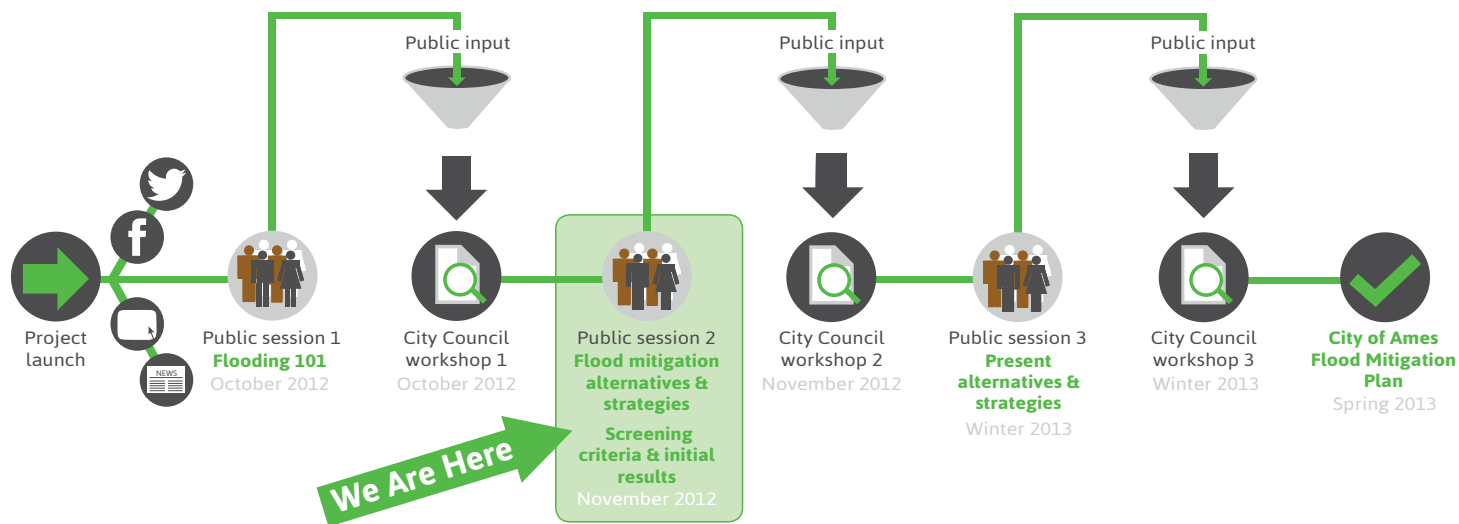 Public input
Public input
Public input
NEWS
Project
launch
Public session 1
Flooding 101
October 2012
City Council
workshop 1
October 2012
Public session 2
Flood mitigation
alternatives &
strategies
Screening
criteria & initial
results
November 2012
City Council
workshop 2
November 2012
Public session 3
Present
alternatives &
strategies
Winter 2013
City Council
workshop 3
Winter 2013
City of Ames
Flood Mitigation
Plan
Spring 2013
We Are Here